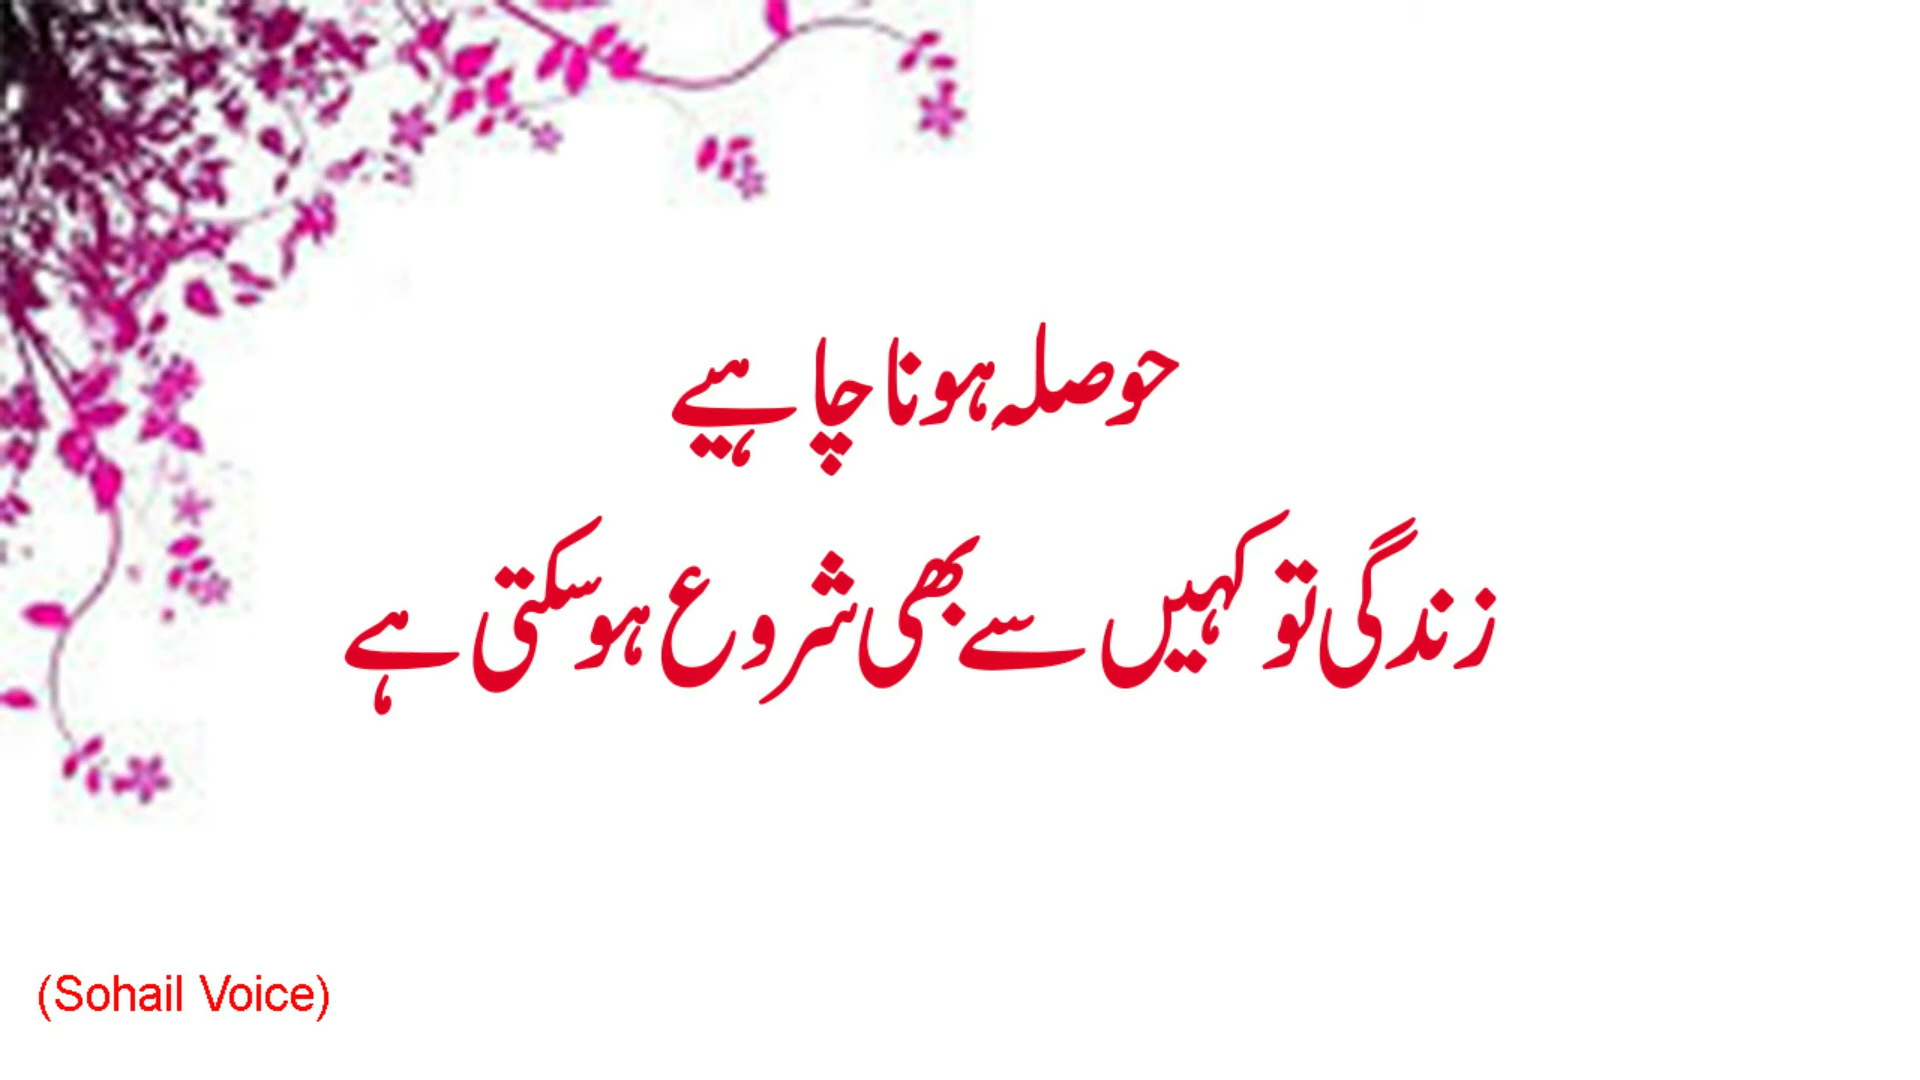 حوصلہ ہونا چاہیے
زندگی تو کہیں سے بھی شروع ہو سکتی ہے
(Sohail Voice)